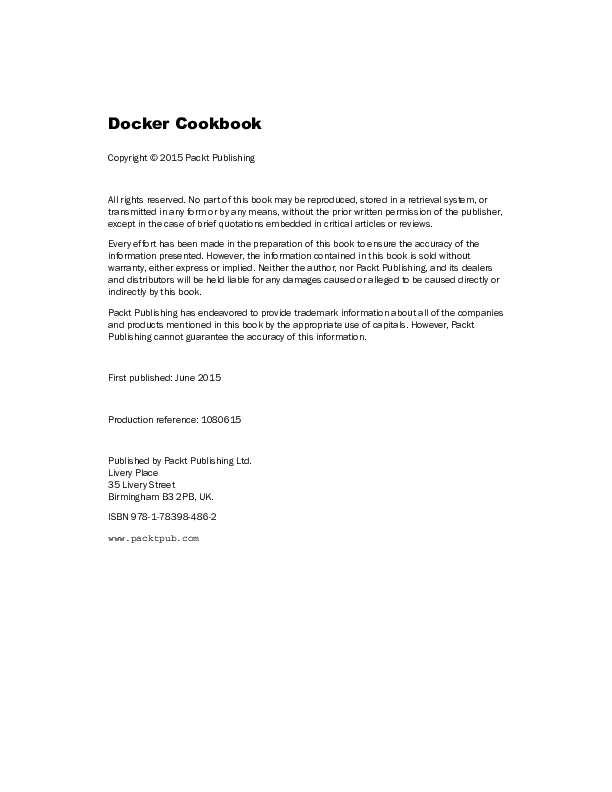 Docker Cookbook
Copyright © 2015 Packt Publishing
All rights reserved. No part of this book may be reproduced, stored in a retrieval system, or
transmitted in any form or by any means, without the prior written permission of the publisher,
except in the case of brief quotations embedded in critical articles or reviews.
Every effort has been made in the preparation of this book to ensure the accuracy of the
information presented. However, the information contained in this book is sold without
warranty, either express or implied. Neither the author, nor Packt Publishing, and its dealers
and distributors will be held liable for any damages caused or alleged to be caused directly or
indirectly by this book.
Packt Publishing has endeavored to provide trademark information about all of the companies
and products mentioned in this book by the appropriate use of capitals. However, Packt
Publishing cannot guarantee the accuracy of this information.
First published: June 2015
Production reference: 1080615
Published by Packt Publishing Ltd.
Livery Place
35 Livery Street
Birmingham B3 2PB, UK.
ISBN 978-1-78398-486-2
www.packtpub.com